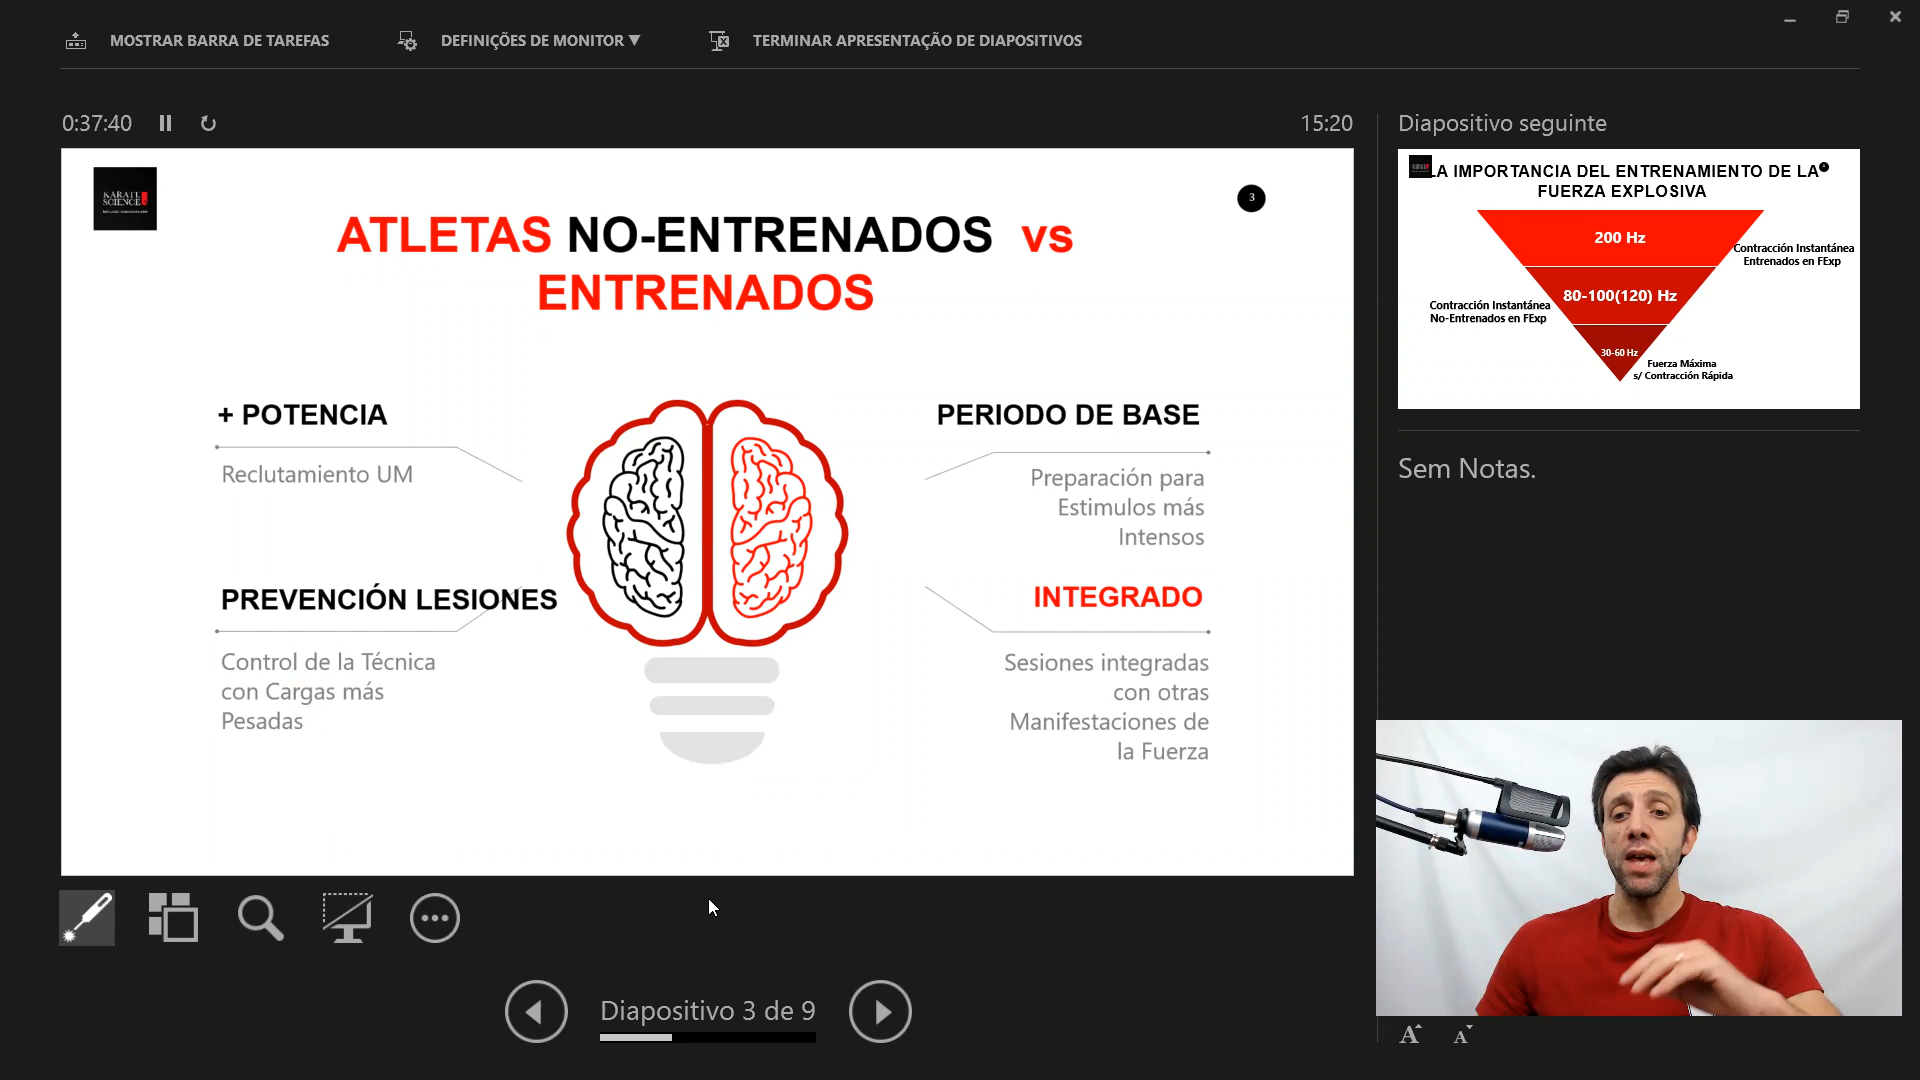 MOSTRAR BARRA DE TAREFAS
DEFINIÇÕES DE MONITOR ▼
TERMINAR APRESENTAÇÃO DE DIAPOSITIVOS
0:37:40
15:20
KARATE
SCIENCE
3
ATLETAS NO-ENTRENADOS vs
ENTRENADOS
+ POTENCIA
Reclutamiento UM
PREVENCIÓN LESIONES
Control de la Técnica
con Cargas más
Pesadas
PERIODO DE BASE
Preparación para
Estimulos más
Intensos
INTEGRADO
Sesiones integradas
con otras
Manifestaciones de
la Fuerza
Diapositivo 3 de 9
Diapositivo seguinte
LA IMPORTANCIA DEL ENTRENAMIENTO DE LA
FUERZA EXPLOSIVA
200 Hz
Contracción Instantánea
Entrenados en FExp
80-100(120) Hz
Contracción Instantánea
No-Entrenados en FExp
30-60 Hz
Fuerza Máxima
s/ Contracción Rápida
Sem Notas.
A A